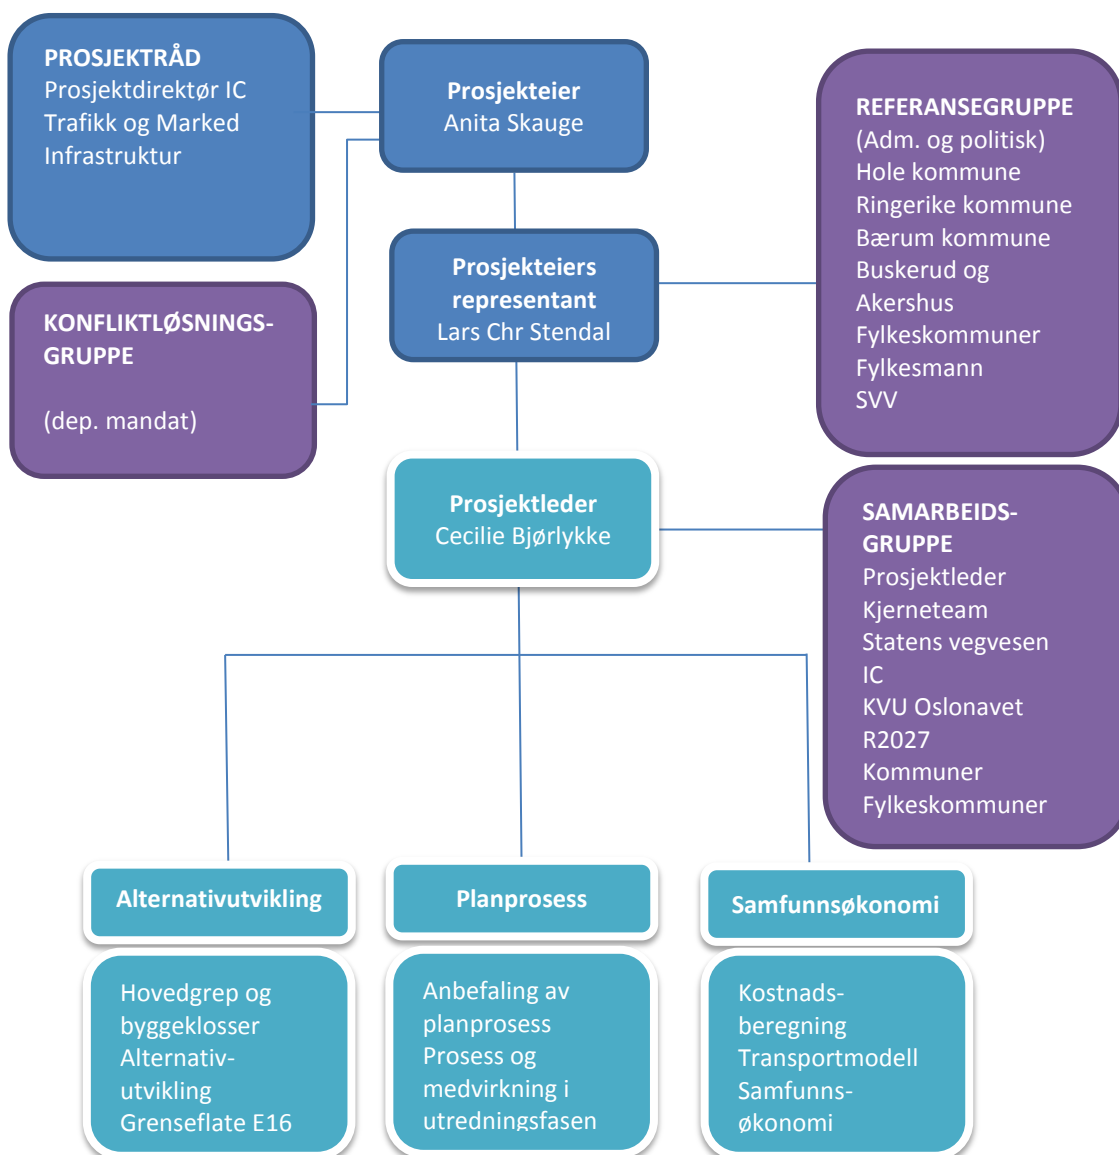 PROSJEKTRÅD
Prosjektdirektør IC
Trafikk og Marked
Infrastruktur
Prosjekteier
Anita Skauge
REFERANSEGRUPPE
(Adm. og politisk)
Hole kommune
Ringerike kommune
Bærum kommune
Buskerud og
Akershus
Fylkeskommuner
Fylkesmann
SVV
Prosjekteiers
representant
Lars Chr Stendal
KONFLIKTLØSNINGS-
GRUPPE
(dep. mandat)
Prosjektleder
Cecilie Bjørlykke
SAMARBEIDS-
GRUPPE
Prosjektleder
Kjerneteam
Statens vegvesen
IC
KVU Oslonavet
R2027
Kommuner
Fylkeskommuner
Alternativutvikling
Hovedgrep og
byggeklosser
Alternativ-
utvikling
Grenseflate E16
Planprosess
Anbefaling av
planprosess
Prosess og
medvirkning i
utredningsfasen
Samfunnsøkonomi
Kostnads-
beregning
Transportmodell
Samfunns-
økonomi